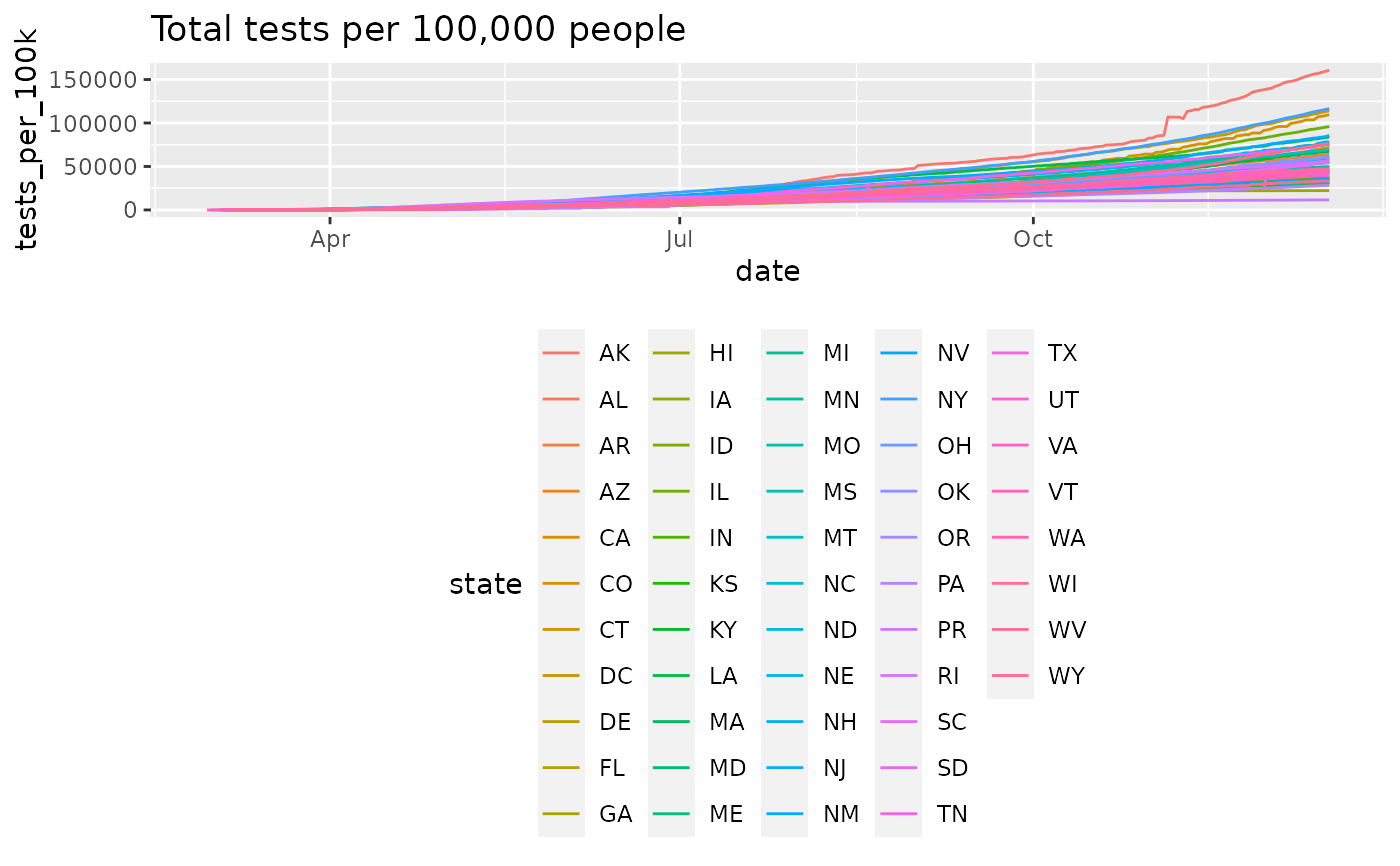 Total tests per 100,000 people
tests_per_100k
150000
100000
50000
0
Apr Jul Oct
date
state
AK HI MI NV TX
AL IA MN NY UT
AR ID MO OH VA
AZ IL MS OK VT
CA IN MT OR WA
CO KS NC PA WI
CT KY ND PR WV
DC LA NE RI WY
DE MA NH SC
FL MD NJ SD
GA ME NM TN